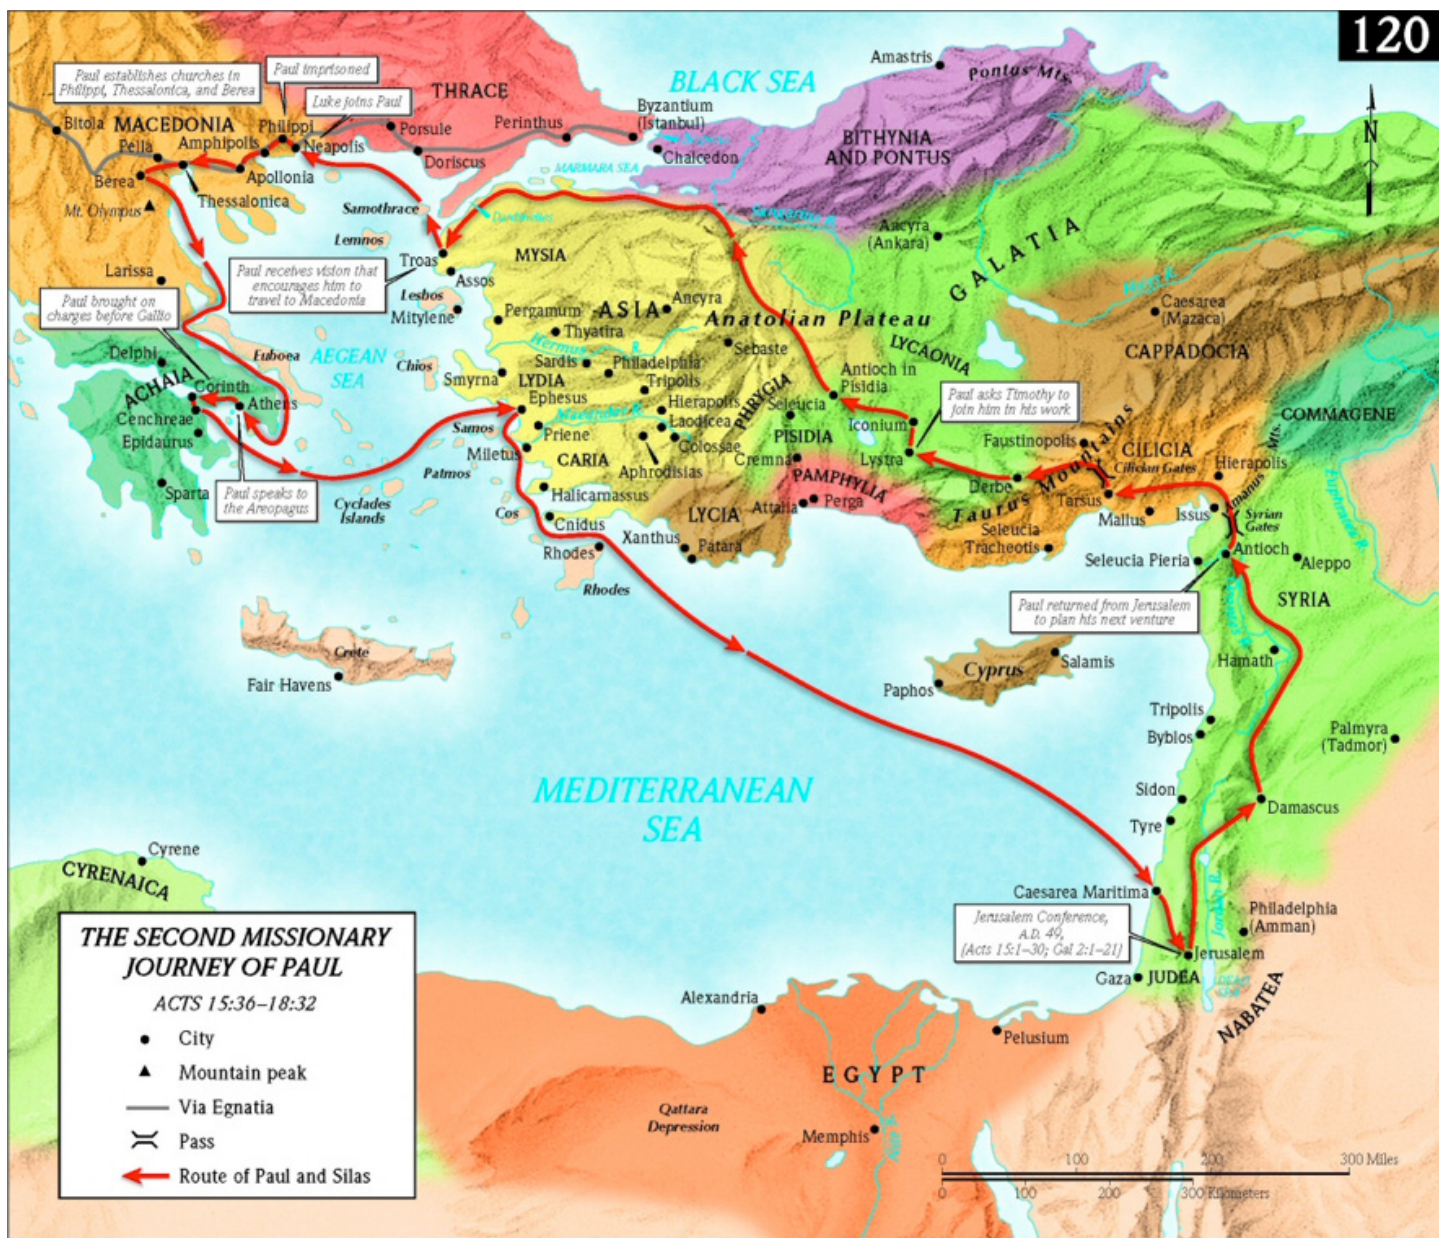 120
BLACK SEA
Amastris
Pontus Mts.
Paul establishes churches in
Philippi, Thessalonica, and Berea
Paul imprisoned
Luke joins Paul
THRACE
Byzantium
(Istanbul)
Perinthus
Porsule
Doriscus
Chalcedon
BITHYNIA
AND PONTUS
N
Bitola
MACEDONIA
Pella
Amphipolis
Philippi
Neapolis
Apollonia
Berea
Thessalonica
Mt. Olympus
MARMARA SEA
Samothrace
Dardanelles
Sangarius R.
Lemnos
Ancyra
(Ankara)
GALATIA
Troas
MYSIA
Assos
Paul receives vision that
encourages him to
travel to Macedonia
Larissa
Lesbos
Mitylene
Paul brought on
charges before Gallio
Pergamum
ASIA
Ancyra
Anatolian Plateau
Thyatira
Halys R.
Caesarea
(Mazaca)
CAPPADOCIA
Euboea
AEGEAN
SEA
Chios
Hermus R.
Sebaste
LYCAONIA
Delphi
ACHAIA
Corinth
Athens
Cenchreae
Epidaurus
Sardis
Philadelphia
Smyrna
LYDIA
Tripolis
Ephesus
Hierapolis
Maeander R.
Laodicea
Colossae
PHRYGIA
Antioch in
Pisidia
Seleucia
Paul asks Timothy to
join him in his work
COMMAGENE
Samos
Priene
Miletus
Patmos
CARIA
Aphrodisias
PISIDIA
Cremna
Iconium
Lystra
Faustinopolis
CILICIA
Cilician Gates
Hierapolis
Amanus Mts.
Sparta
Paul speaks to
the Areopagus
Cyclades
Islands
Halicarnassus
Cos
Cnidus
PAMPHYLIA
Perga
Attalia
Derbe
Taurus Mountains
Tarsus
Mallus
Issus
Syrian
Gates
Euphrates R.
LYCIA
Xanthus
Patara
Rhodes
Rhodes
Seleucia
Tracheotis
Seleucia Pieria
Antioch
Aleppo
Paul returned from Jerusalem
to plan his next venture
SYRIA
Orontes R.
Crete
Fair Havens
Cyprus
Salamis
Paphos
Hamath
Tripolis
Byblos
Palmyra
(Tadmor)
MEDITERRANEAN
SEA
Sidon
Tyre
Damascus
Cyrene
CYRENAICA
Caesarea Maritima
Jordan R.
Jerusalem Conference,
A.D. 49,
(Acts 15:1–30; Gal 2:1–21)
Philadelphia
(Amman)
Jerusalem
Gaza
JUDEA
NABATEA
Alexandria
Pelusium
EGYPT
Qattara
Depression
Memphis
THE SECOND MISSIONARY
JOURNEY OF PAUL
ACTS 15:36–18:32
City
Mountain peak
Via Egnatia
Pass
Route of Paul and Silas
0 100 200 300 Miles
0 100 200 300 Kilometers